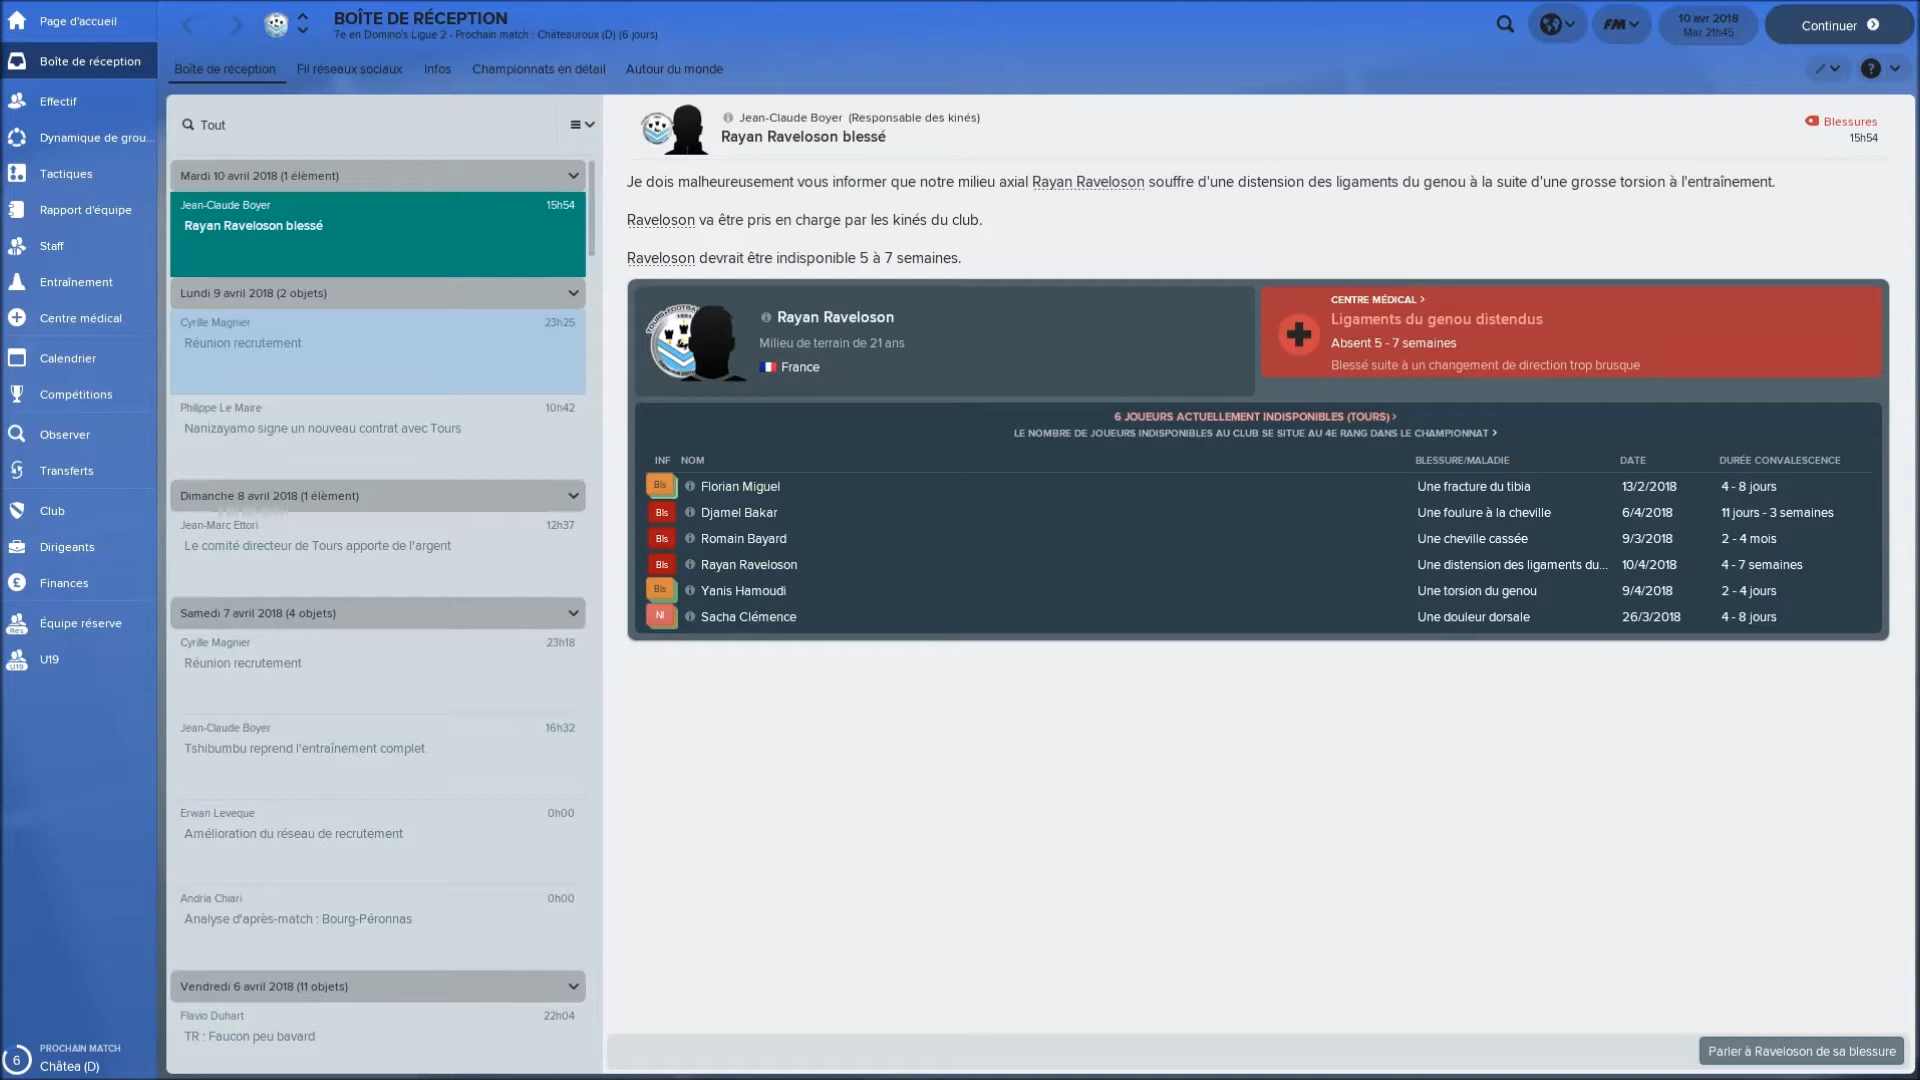 Page d'accueil
Boîte de réception
Effectif
Dynamique de grou...
Tactiques
Rapport d'équipe
Staff
Entraînement
Centre médical
Calendrier
Compétitions
Observer
Transferts
Club
Dirigeants
Finances
Équipe réserve
U19
6
PROCHAIN MATCH
Châtea (D)
BOÎTE DE RÉCEPTION
7e en Domino's Ligue 2 - Prochain match : Châteauroux (D) (6 jours)
FM
10 avr 2018
Mar 21h45
Continuer
Boîte de réception
Fil réseaux sociaux
Infos
Championnats en détail
Autour du monde
?
Tout
Mardi 10 avril 2018 (1 élèment)
Jean-Claude Boyer 15h54
Rayan Raveloson blessé
Lundi 9 avril 2018 (2 objets)
Cyrille Magnier 23h25
Réunion recrutement
Philippe Le Maire 10h42
Nanizayamo signe un nouveau contrat avec Tours
Dimanche 8 avril 2018 (1 élèment)
Jean-Marc Ettori 12h37
Le comité directeur de Tours apporte de l'argent
Samedi 7 avril 2018 (4 objets)
Cyrille Magnier 23h18
Réunion recrutement
Jean-Claude Boyer 16h32
Tshibumbu reprend l'entraînement complet
Erwan Leveque 0h00
Amélioration du réseau de recrutement
Andria Chiari 0h00
Analyse d'après-match : Bourg-Péronnas
Vendredi 6 avril 2018 (11 objets)
Flavio Duhart 22h04
TR : Faucon peu bavard
Jean-Claude Boyer (Responsable des kinés)
Rayan Raveloson blessé
Blessures
15h54
Je dois malheureusement vous informer que notre milieu axial Rayan Raveloson souffre d'une distension des ligaments du genou à la suite d'une grosse torsion à l'entraînement.
Raveloson va être pris en charge par les kinés du club.
Raveloson devrait être indisponible 5 à 7 semaines.
Rayan Raveloson
Milieu de terrain de 21 ans
France
CENTRE MÉDICAL >
Ligaments du genou distendus
Absent 5 - 7 semaines
Blessé suite à un changement de direction trop brusque
6 JOUEURS ACTUELLEMENT INDISPONIBLES (TOURS) >
LE NOMBRE DE JOUEURS INDISPONIBLES AU CLUB SE SITUE AU 4E RANG DANS LE CHAMPIONNAT >
INF NOM BLESSURE/MALADIE DATE DURÉE CONVALESCENCE
Bls Florian Miguel Une fracture du tibia 13/2/2018 4 - 8 jours
Bls Djamel Bakar Une foulure à la cheville 6/4/2018 11 jours - 3 semaines
Bls Romain Bayard Une cheville cassée 9/3/2018 2 - 4 mois
Bls Rayan Raveloson Une distension des ligaments du... 10/4/2018 4 - 7 semaines
Bls Yanis Hamoudi Une torsion du genou 9/4/2018 2 - 4 jours
NI Sacha Clémence Une douleur dorsale 26/3/2018 4 - 8 jours
Parler à Raveloson de sa blessure